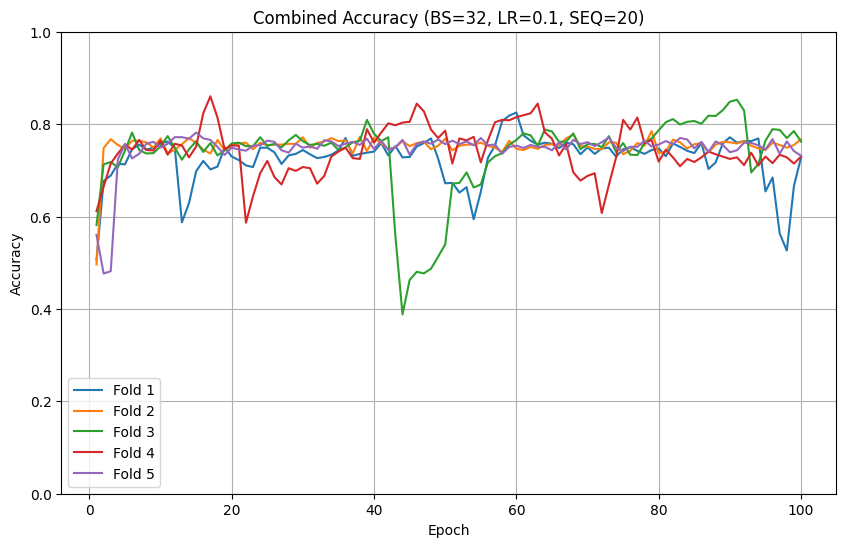 Combined Accuracy (BS=32, LR=0.1, SEQ=20)
1.0
0.8
0.6
0.4
0.2
0.0
Accuracy
Fold 1
Fold 2
Fold 3
Fold 4
Fold 5
0 20 40 60 80 100
Epoch